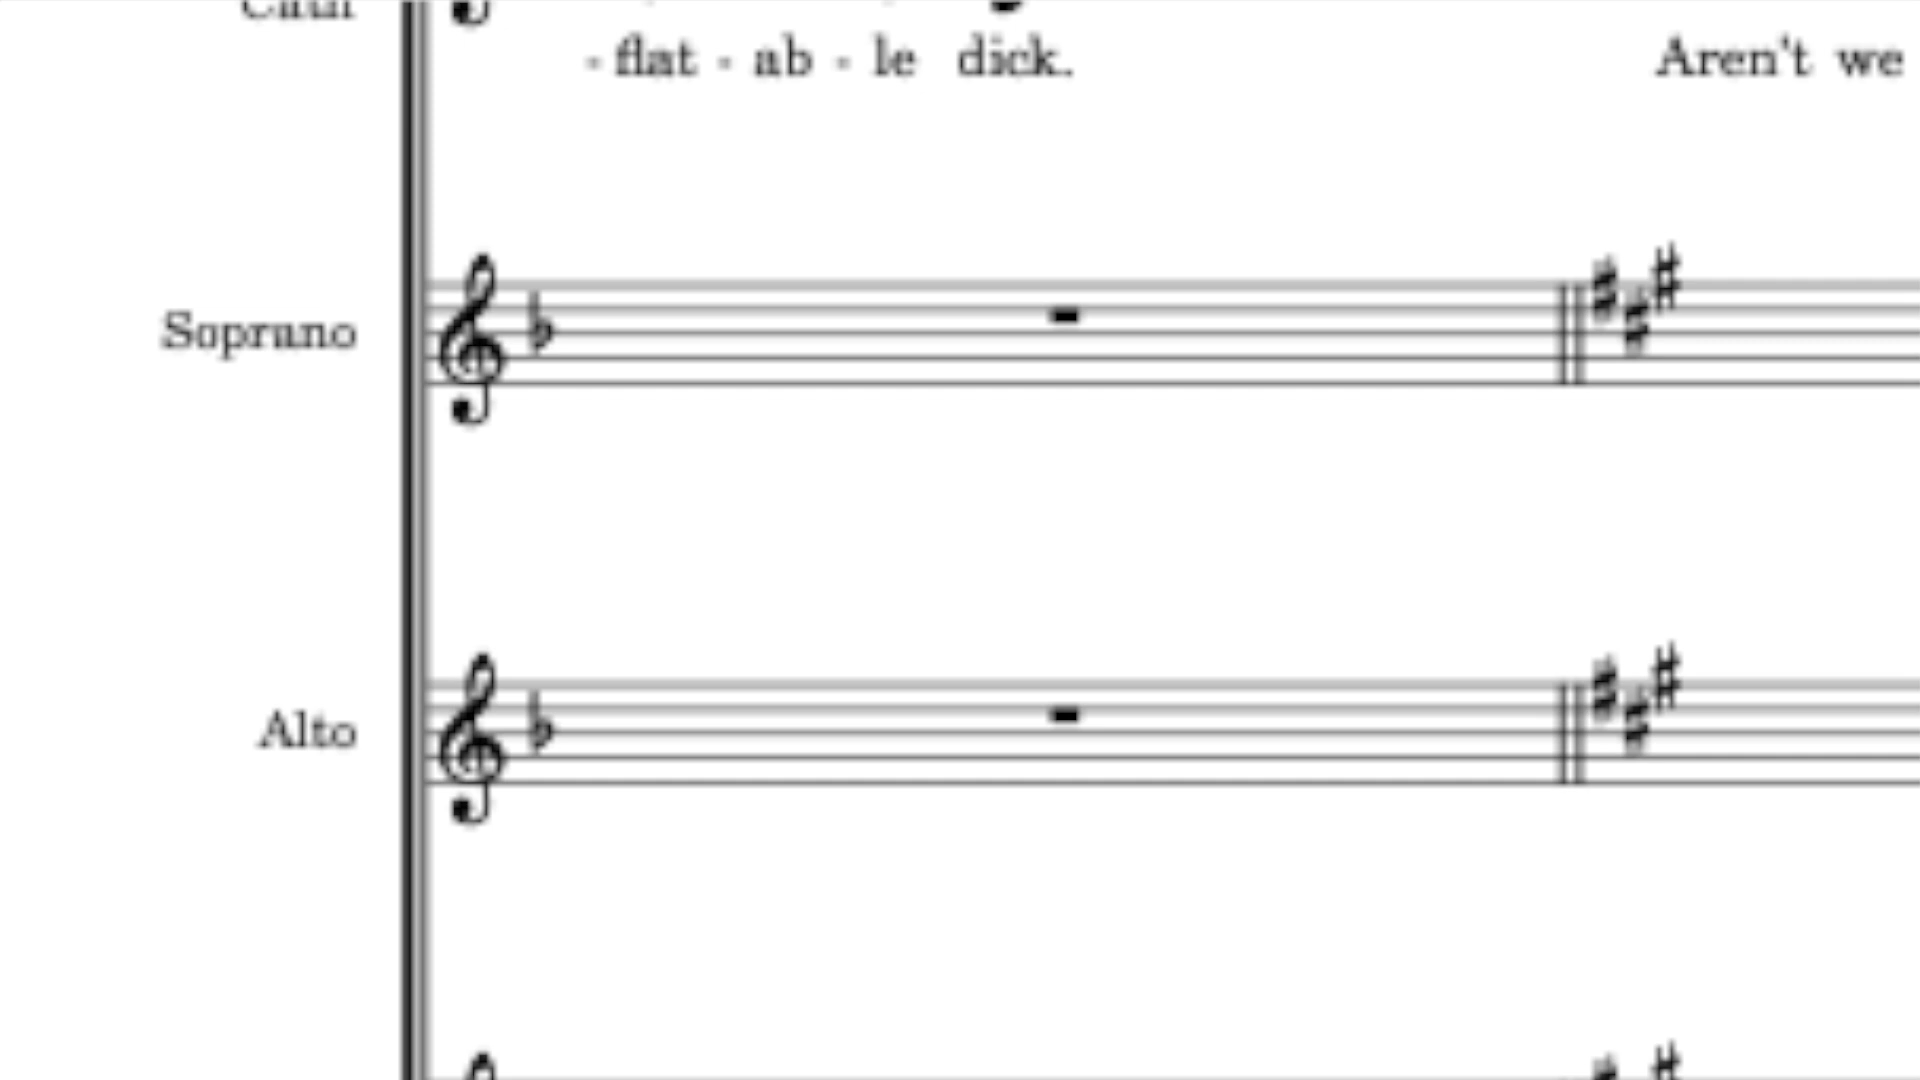 - flat - ab - le dick. Aren't we
Soprano
Alto